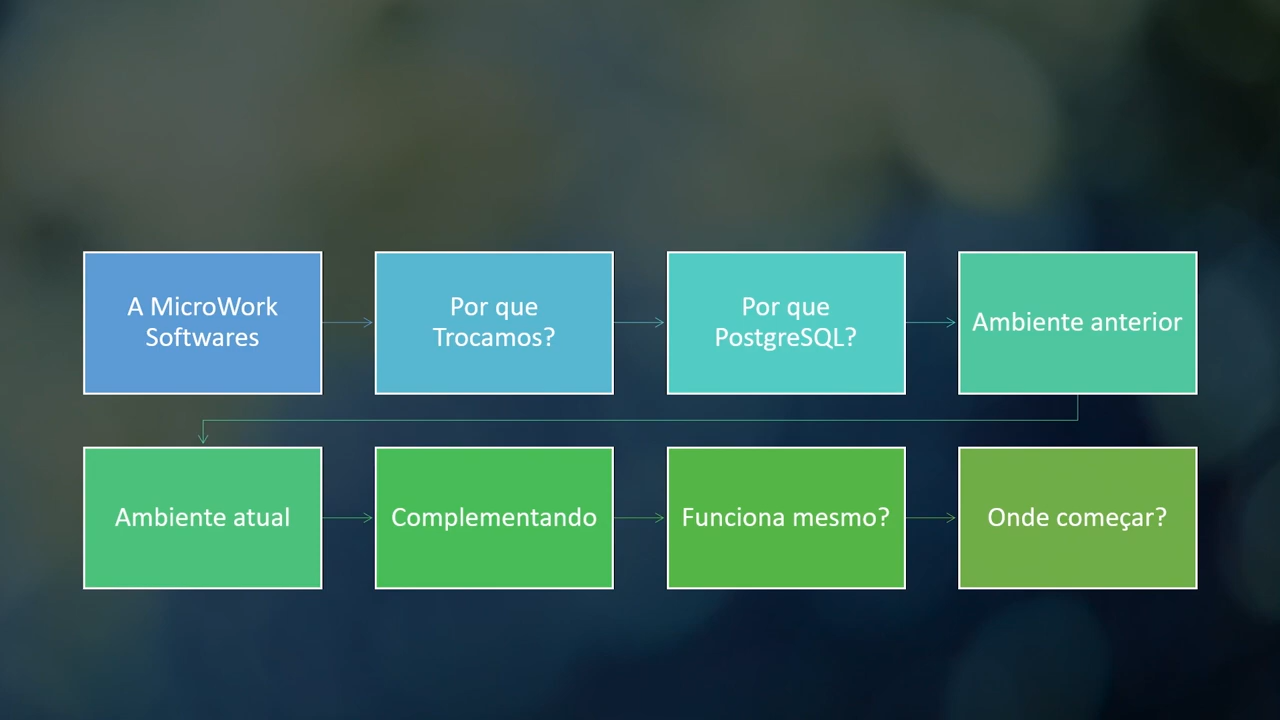 A MicroWork
Softwares
Por que
Trocamos?
Por que
PostgreSQL?
Ambiente anterior
Ambiente atual
Complementando
Funciona mesmo?
Onde começar?